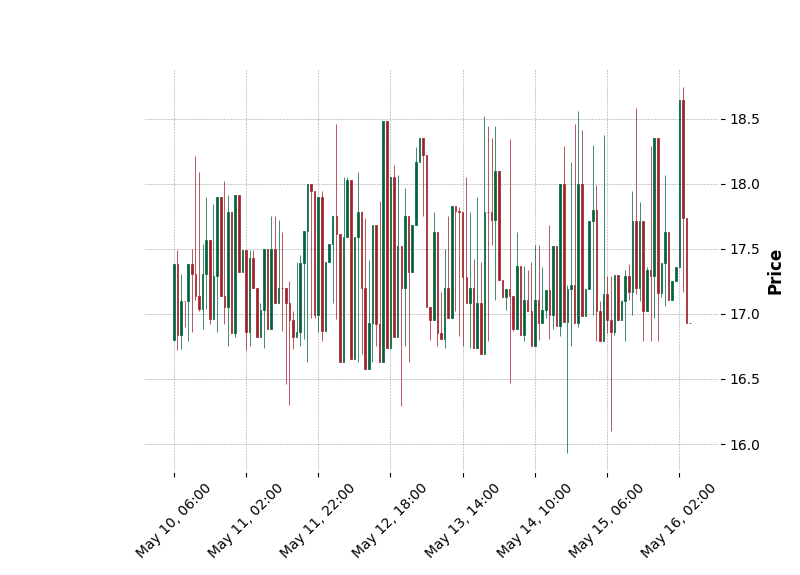 18.5
18.0
17.5
17.0
16.5
16.0
Price
May 10, 06:00
May 11, 02:00
May 11, 22:00
May 12, 18:00
May 13, 14:00
May 14, 10:00
May 15, 06:00
May 16, 02:00